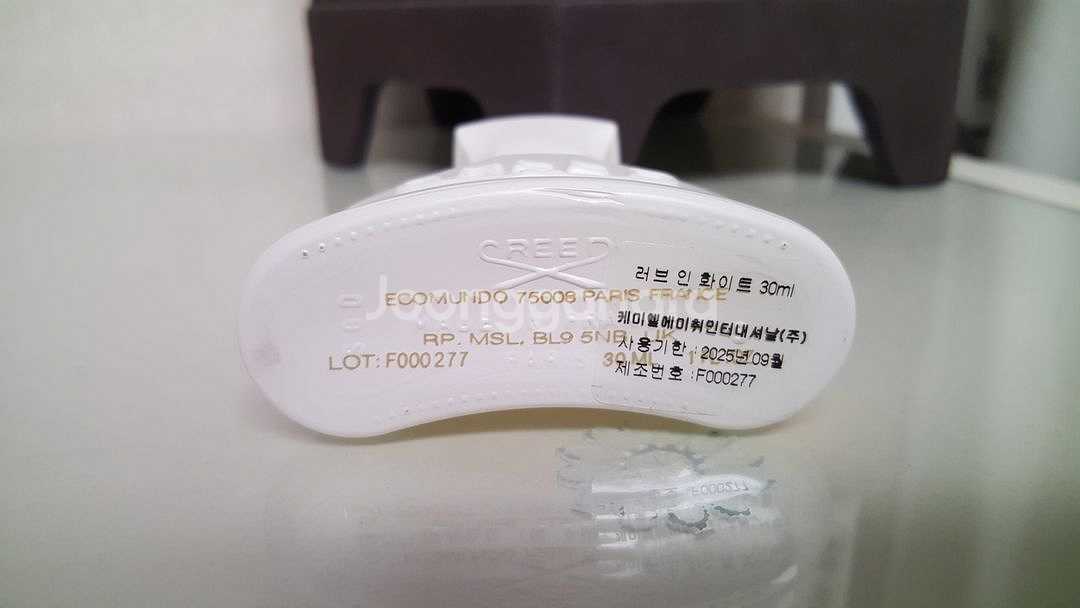 CREED
러브 인 화이트 30ml
ECOMUNDO 75008 PARIS FRANCE
케미헬에미취인터내셔날(주)
RP. MSL, BL9 5NB, UK
사용기한 : 2025년 09월
LOT: F000277
30 ML
제조번호 : F000277
Joonggonara